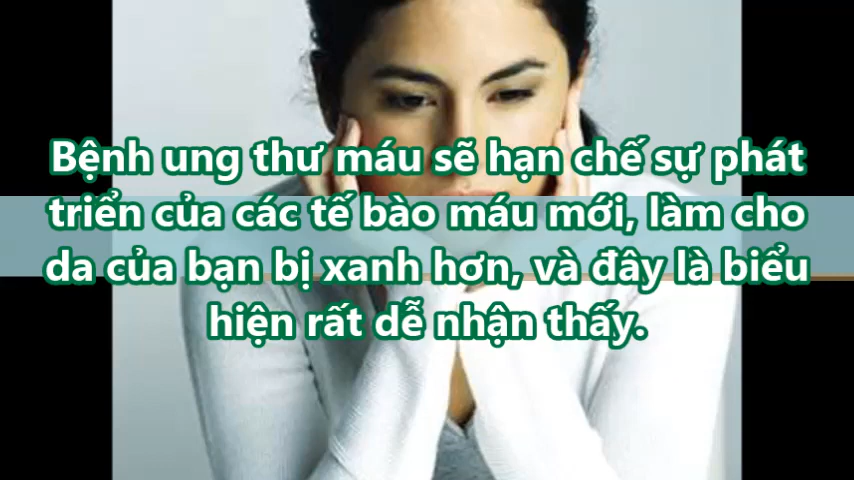 Bệnh ung thư máu sẽ hạn chế sự phát
triển của các tế bào máu mới, làm cho
da của bạn bị xanh hơn, và đây là biểu
hiện rất dễ nhận thấy.